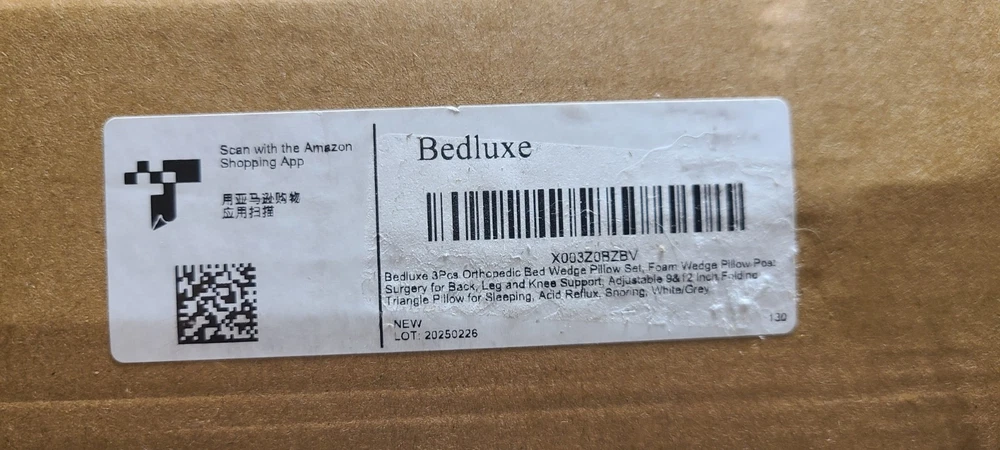 Scan with the Amazon
Shopping App
用亚马逊购物
应用扫描
Bedluxe
X003Z0BZBV
Bedluxe 3Pcs Orthopedic Bed Wedge Pillow Set, Foam Wedge Pillow Post
Surgery for Back, Leg and Knee Support, Adjustable 9&12 Inch Folding
Triangle Pillow for Sleeping, Acid Reflux, Snoring, White/Grey
NEW
LOT: 20250226
130